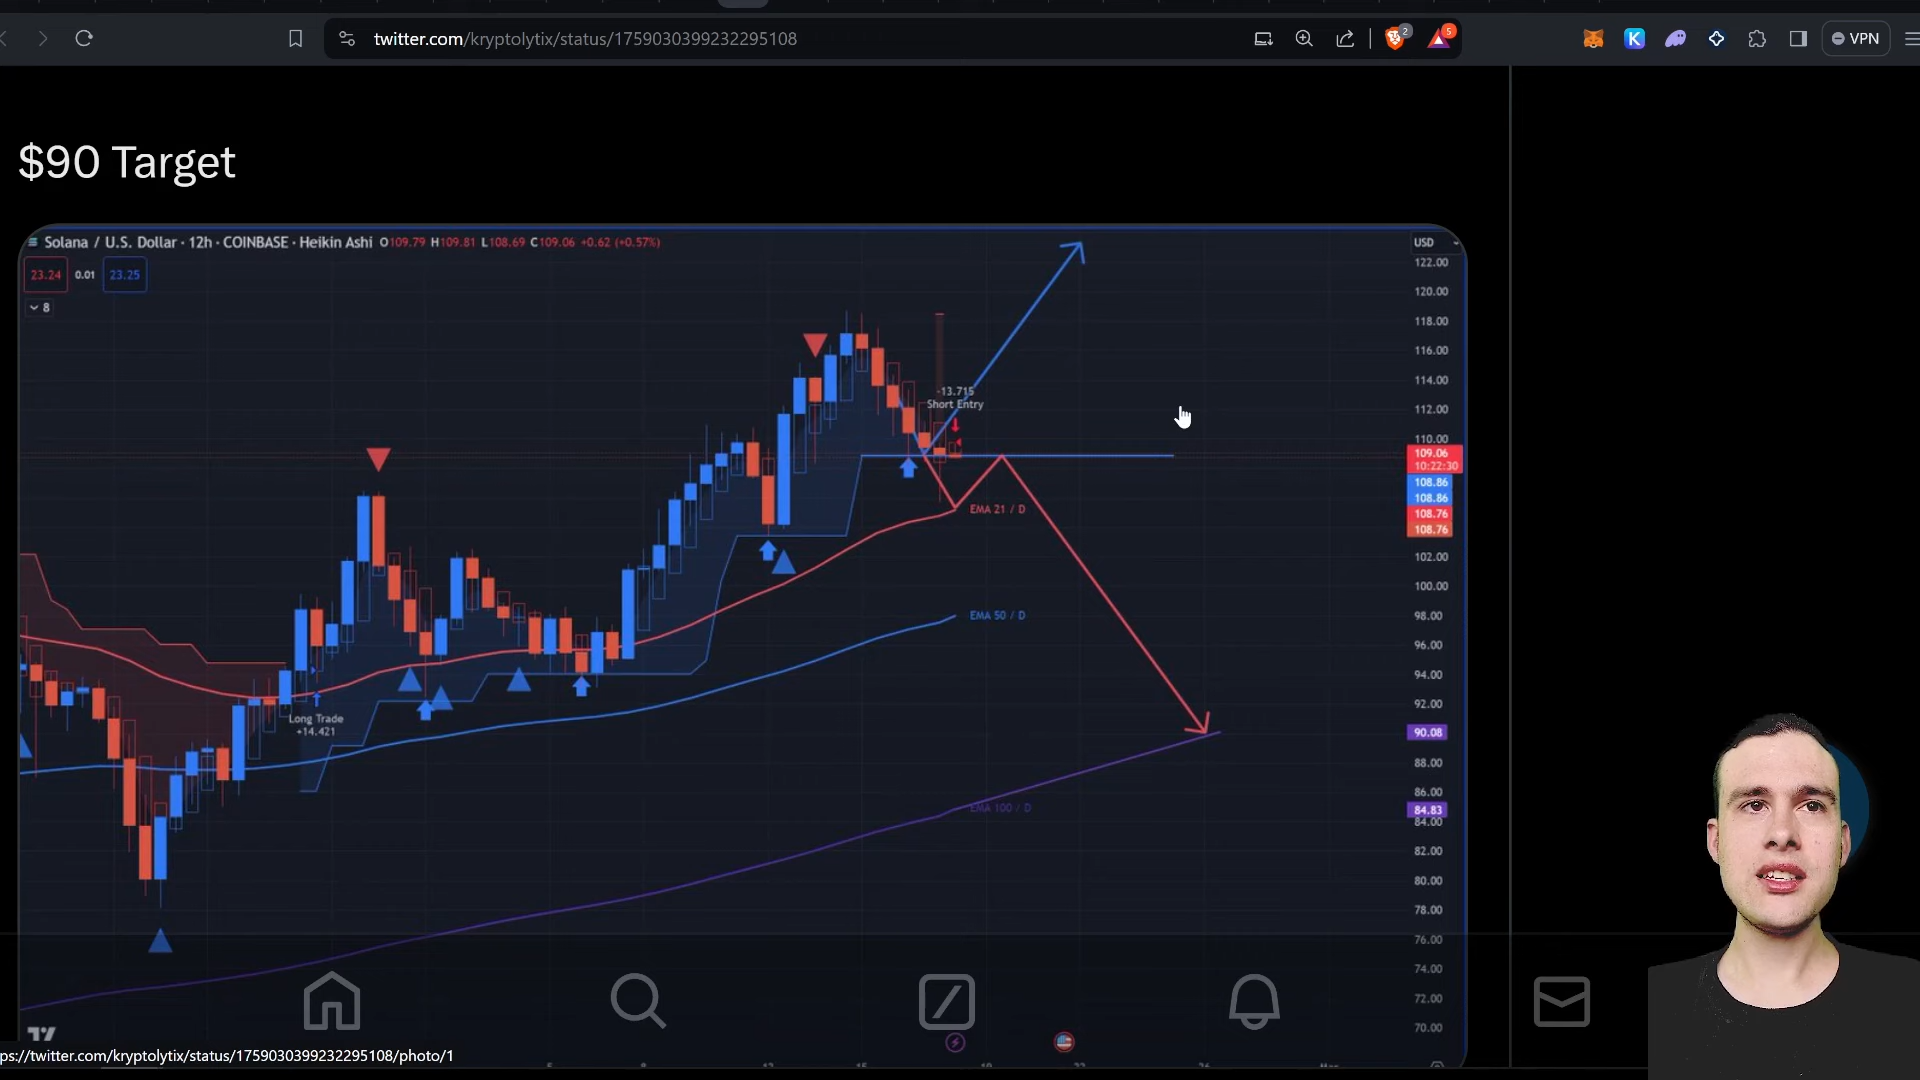 twitter.com/kryptolytix/status/1759030399232295108
2
5
K
VPN
$90 Target
Solana / U.S. Dollar · 12h · COINBASE · Heikin Ashi O109.79 H109.81 L108.69 C109.06 +0.62 (+0.57%)
USD
23.24 0.01 23.25
8
122.00
120.00
118.00
116.00
114.00
112.00
110.00
109.06
10:22:30
108.86
108.86
108.76
108.76
102.00
100.00
98.00
96.00
94.00
92.00
90.08
88.00
86.00
84.83
84.00
82.00
80.00
78.00
76.00
74.00
72.00
70.00
-13.715
Short Entry
EMA 21 / D
EMA 50 / D
Long Trade
+14.421
EMA 100 / D
ps://twitter.com/kryptolytix/status/1759030399232295108/photo/1